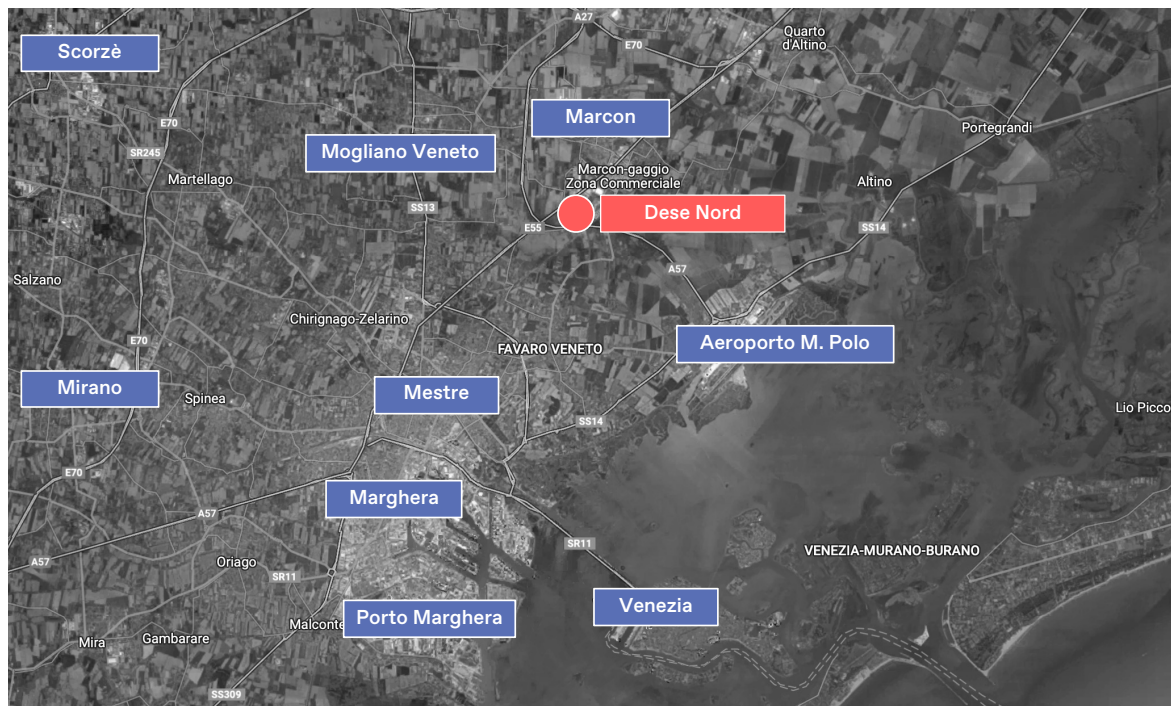 A27
Quarto
d'Altino
E70
Scorzè
Marcon
E70
Portegrandi
SR245
Mogliano Veneto
Marcon-gaggio
Zona Commerciale
Martellago
Altino
SS13
Dese Nord
E55
SS14
A57
Salzano
Chirignago-Zelarino
E70
FAVARO VENETO
Aeroporto M. Polo
Mirano
Mestre
Spinea
Lio Picco
SS14
E70
Marghera
A57
SR11
VENEZIA-MURANO-BURANO
A57
Oriago
SR11
Venezia
Porto Marghera
Malconte
Mira
Gambarare
SS309